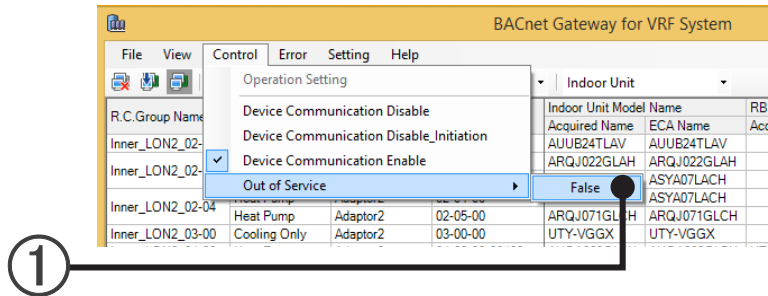 BACnet Gateway for VRF System
File View Control Error Setting Help
Operation Setting
Indoor Unit
Device Communication Disable
Device Communication Disable_Initiation
Device Communication Enable
Out of Service
False
R.C.Group Name
Indoor Unit Model Name RB
Acquired Name ECA Name Acc
Inner_LON2_02- AUUB24TLAV AUUB24TLAV
Inner_LON2_02- ARQJ022GLAH ARQJ022GLAH
ASYA07LACH
Inner_LON2_02-04 ASYA07LACH
Heat Pump Adaptor2 02-05-00 ARQJ071GLCH ARQJ071GLCH
Inner_LON2_03-00 Cooling Only Adaptor2 03-00-00 UTY-VGGX UTY-VGGX
1